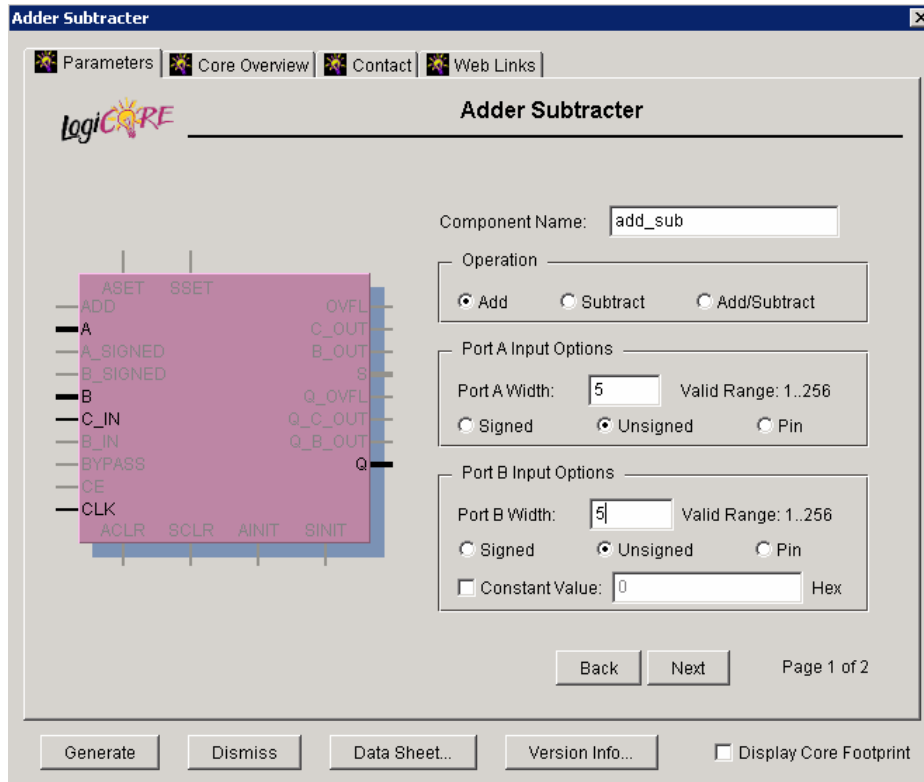 Adder Subtracter
Parameters Core Overview Contact Web Links
LogiCORE
Adder Subtracter
Component Name: add_sub
Operation
Add Subtract Add/Subtract
Port A Input Options
Port A Width: 5 Valid Range: 1..256
Signed Unsigned Pin
Port B Input Options
Port B Width: 5 Valid Range: 1..256
Signed Unsigned Pin
Constant Value: 0 Hex
ASET SSET
ADD OVFL
A C_OUT
A_SIGNED B_OUT
B_SIGNED S
B Q_OVFL
C_IN Q_C_OUT
B_IN Q_B_OUT
BYPASS Q
CE
CLK
ACLR SCLR AINIT SINIT
Back Next Page 1 of 2
Generate Dismiss Data Sheet... Version Info... Display Core Footprint